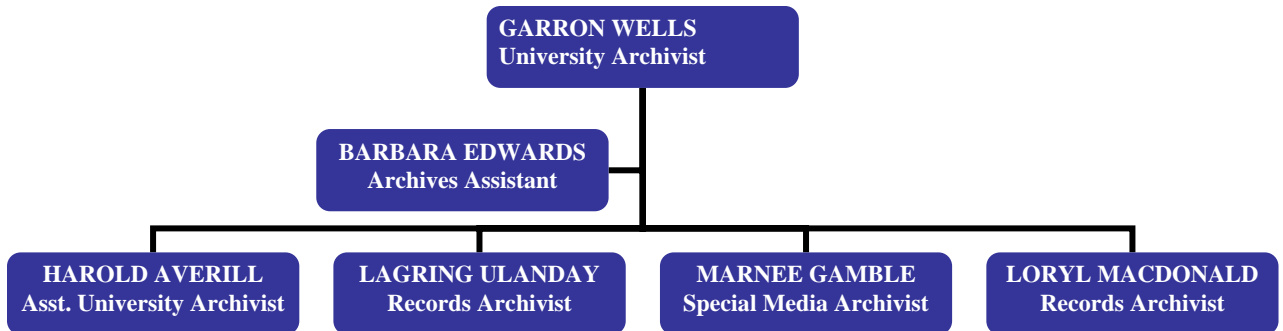 GARRON WELLS
University Archivist
BARBARA EDWARDS
Archives Assistant
HAROLD AVERILL
Asst. University Archivist
LAGRING ULANDAY
Records Archivist
MARNEE GAMBLE
Special Media Archivist
LORYL MACDONALD
Records Archivist